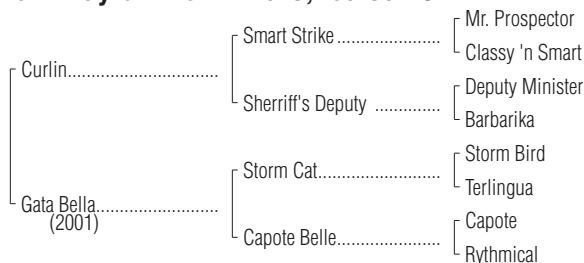 Mr. Prospector
Smart Strike
Classy 'n Smart
Curlin
Deputy Minister
Sherriff's Deputy
Barbarika
Storm Bird
Storm Cat
Terlingua
Gata Bella
(2001)
Capote
Capote Belle
Rythmical